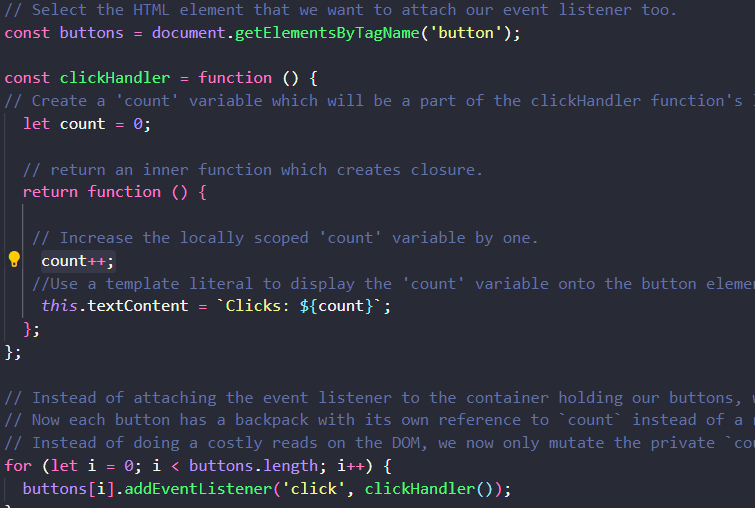 // Select the HTML element that we want to attach our event listener too.
const buttons = document.getElementsByTagName('button');
const clickHandler = function () {
// Create a 'count' variable which will be a part of the clickHandler function's
let count = 0;
// return an inner function which creates closure.
return function () {
// Increase the locally scoped 'count' variable by one.
count++;
//Use a template literal to display the 'count' variable onto the button
this.textContent = `Clicks: ${count}`;
};
};
// Instead of attaching the event listener to the container holding our buttons,
// Now each button has a backpack with its own reference to `count` instead of a
// Instead of doing a costly reads on the DOM, we now only mutate the private
for (let i = 0; i < buttons.length; i++) {
buttons[i].addEventListener('click', clickHandler());